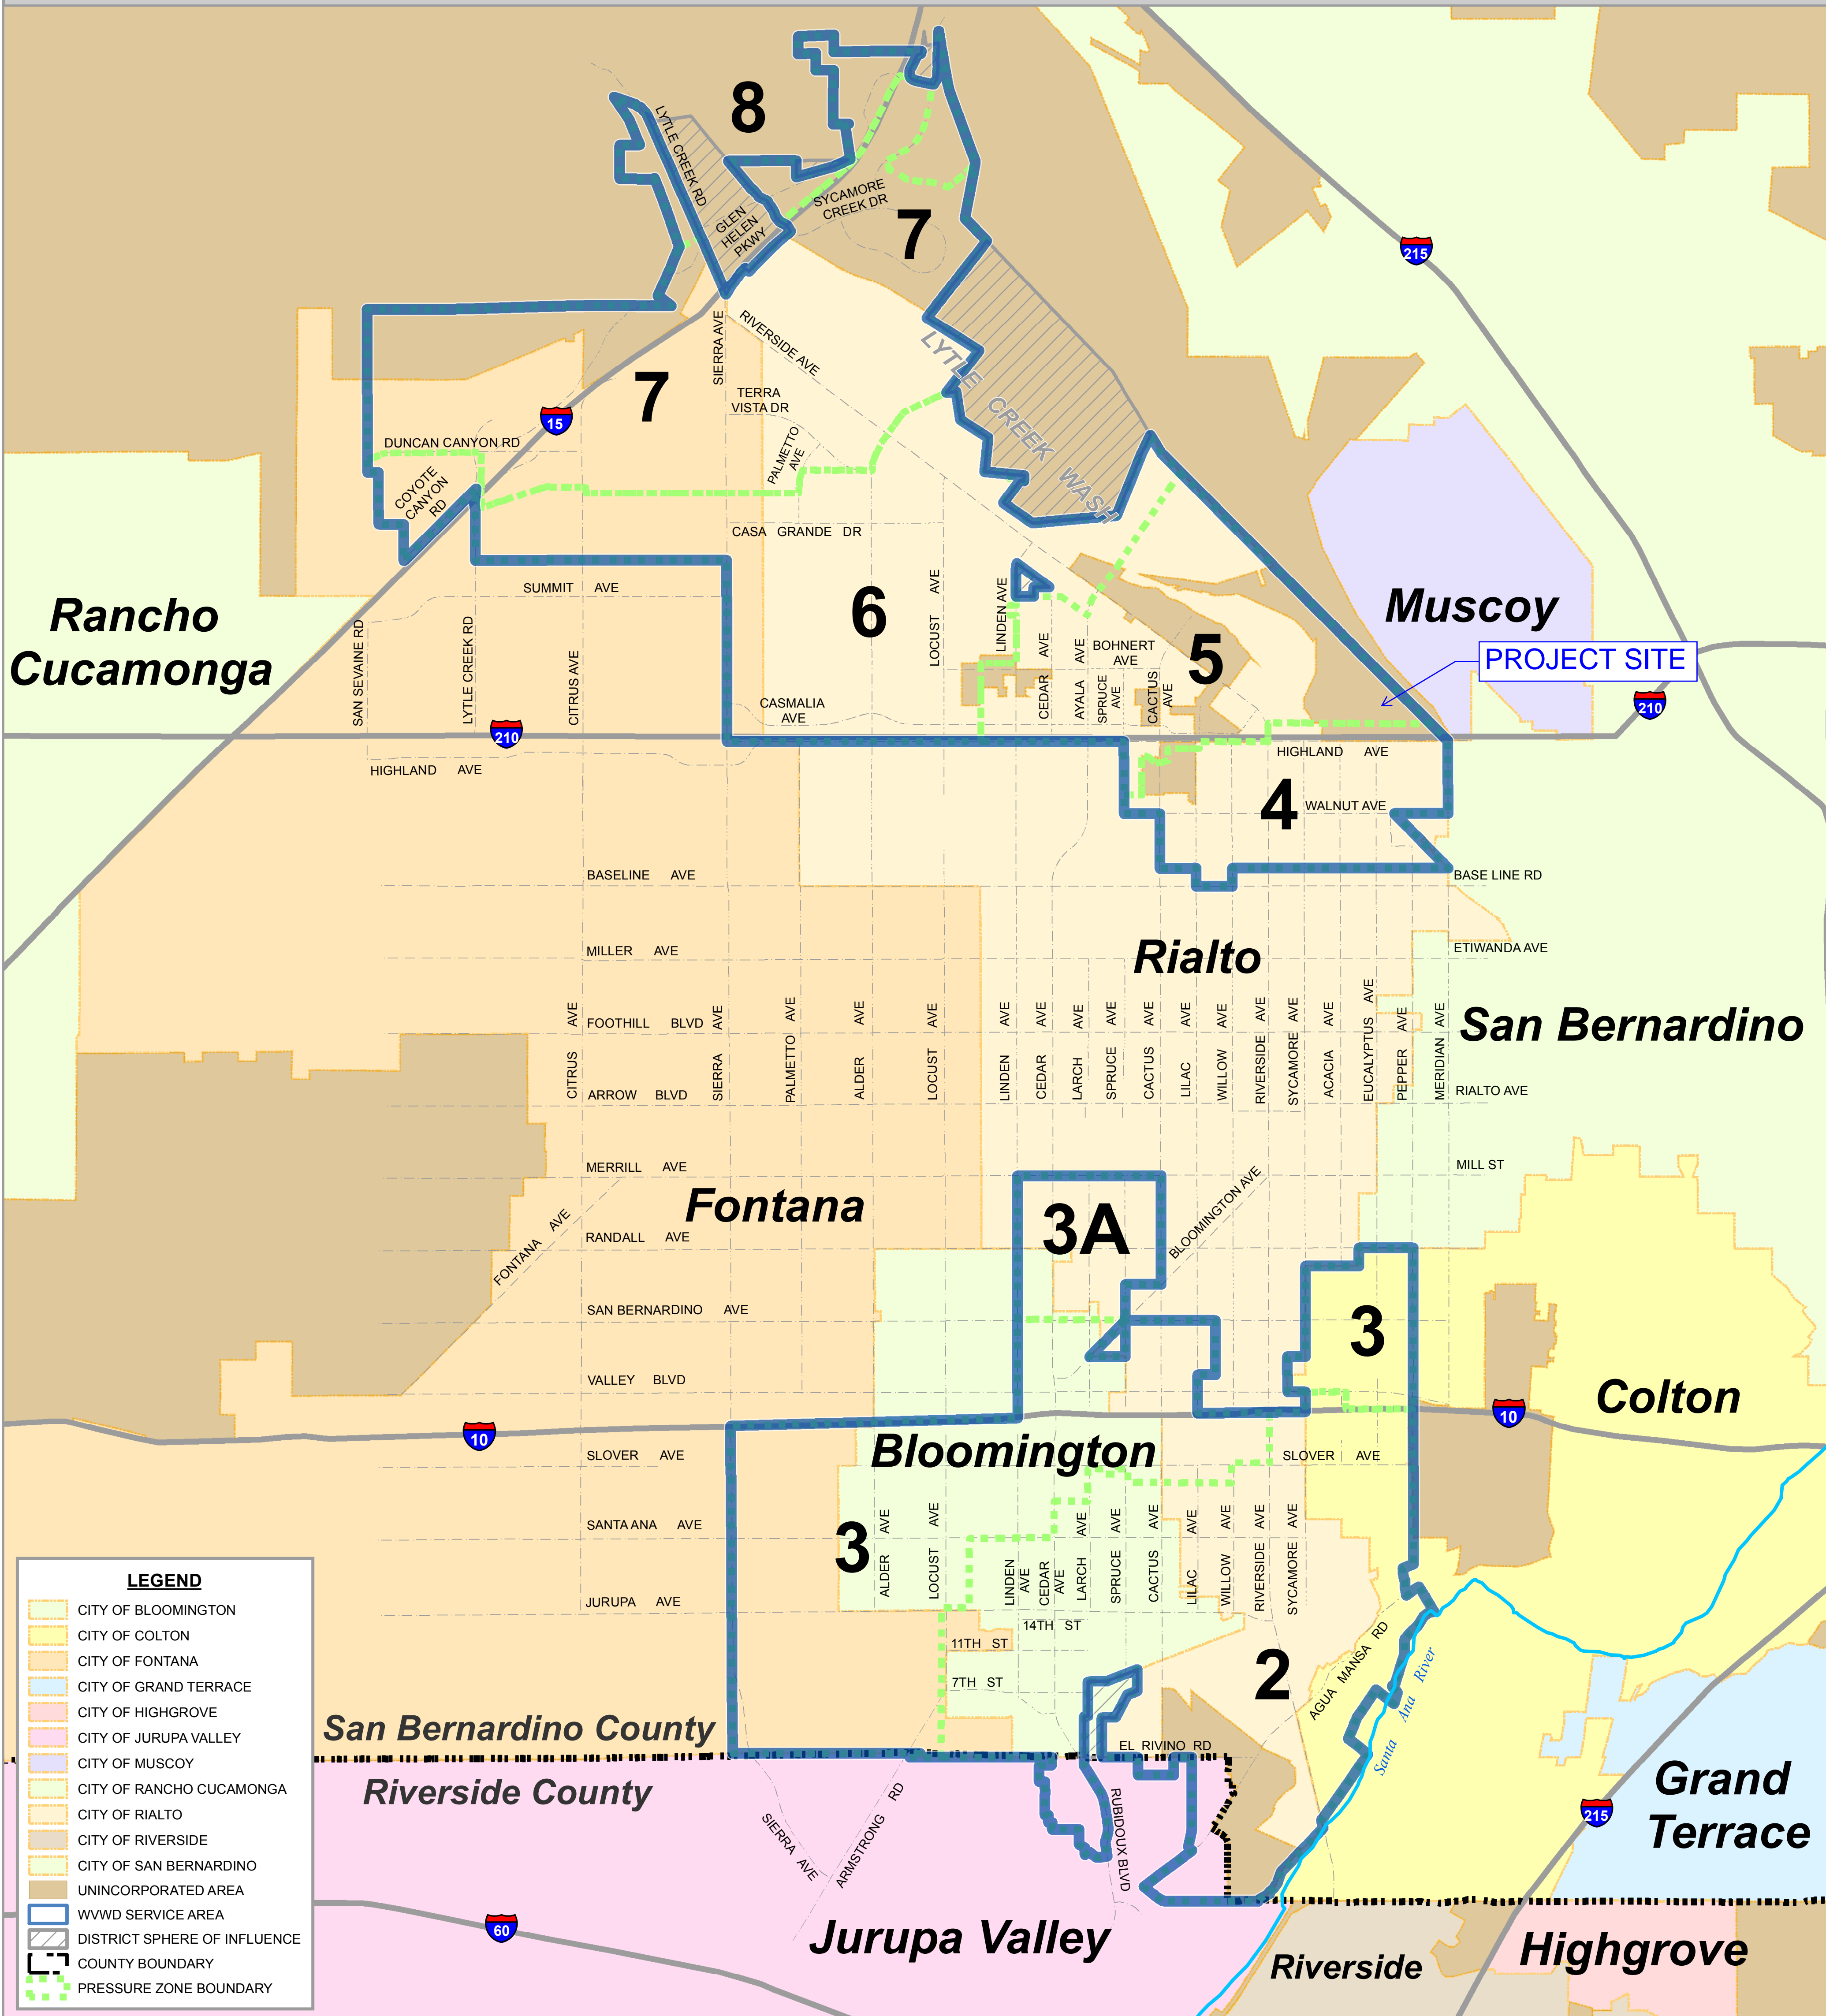 8
LYTLE CREEK RD
GLEN
HELEN
PKWY
SYCAMORE
CREEK DR
7
215
SIERRA AVE
RIVERSIDE AVE
LYTLE CREEK WASH
7
TERRA
VISTA DR
15
DUNCAN CANYON RD
COYOTE
CANYON
RD
PALMETTO
AVE
CASA GRANDE DR
Rancho
Cucamonga
SUMMIT AVE
SAN SEVAINE RD
LYTLE CREEK RD
CITRUS AVE
6
LOCUST AVE
LINDEN AVE
CEDAR AVE
AYALA AVE
SPRUCE
AVE
BOHNERT
AVE
CACTUS
AVE
5
Muscoy
PROJECT SITE
210
CASMALIA
AVE
210
HIGHLAND AVE
HIGHLAND AVE
4
WALNUT AVE
BASELINE AVE
BASE LINE RD
MILLER AVE
Rialto
ETIWANDA AVE
San Bernardino
FOOTHILL BLVD
CITRUS AVE
SIERRA AVE
PALMETTO AVE
ALDER AVE
LOCUST AVE
LINDEN AVE
CEDAR AVE
LARCH AVE
SPRUCE AVE
CACTUS AVE
LILAC AVE
WILLOW AVE
RIVERSIDE AVE
SYCAMORE AVE
ACACIA AVE
EUCALYPTUS AVE
PEPPER AVE
MERIDIAN AVE
ARROW BLVD
RIALTO AVE
MERRILL AVE
MILL ST
Fontana
3A
BLOOMINGTON AVE
FONTANA AVE
RANDALL AVE
SAN BERNARDINO AVE
3
VALLEY BLVD
Colton
10
10
Bloomington
SLOVER AVE
SLOVER AVE
SANTA ANA AVE
3
ALDER AVE
LOCUST AVE
LINDEN
AVE
CEDAR
AVE
LARCH AVE
SPRUCE AVE
CACTUS AVE
LILAC AVE
WILLOW AVE
RIVERSIDE AVE
SYCAMORE AVE
JURUPA AVE
14TH ST
11TH ST
7TH ST
2
AGUA MANSA RD
Santa Ana River
San Bernardino County
EL RIVINO RD
Riverside County
SIERRA AVE
ARMSTRONG RD
RUBIDOUX BLVD
215
Grand
Terrace
60
Jurupa Valley
Riverside
Highgrove
LEGEND
CITY OF BLOOMINGTON
CITY OF COLTON
CITY OF FONTANA
CITY OF GRAND TERRACE
CITY OF HIGHGROVE
CITY OF JURUPA VALLEY
CITY OF MUSCOY
CITY OF RANCHO CUCAMONGA
CITY OF RIALTO
CITY OF RIVERSIDE
CITY OF SAN BERNARDINO
UNINCORPORATED AREA
WVWD SERVICE AREA
DISTRICT SPHERE OF INFLUENCE
COUNTY BOUNDARY
PRESSURE ZONE BOUNDARY